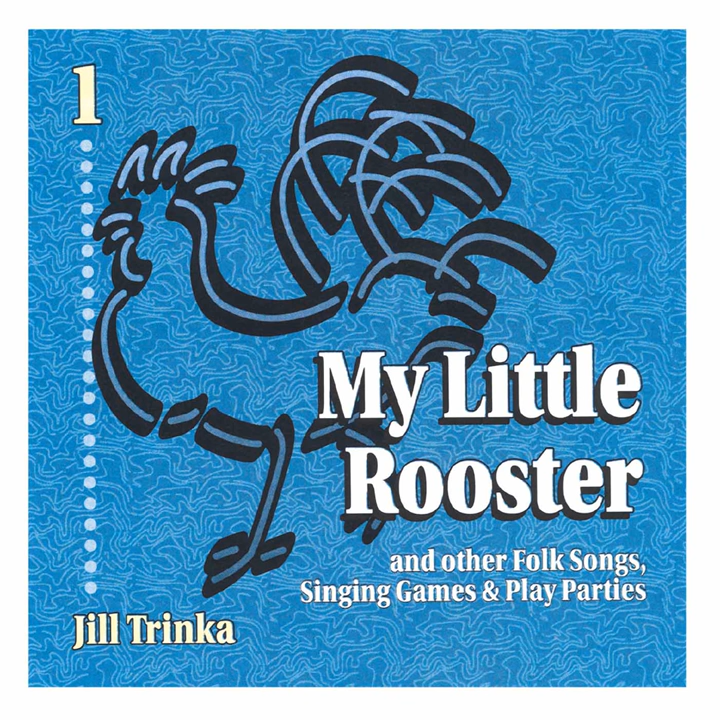 1
My Little
Rooster
and other Folk Songs,
Singing Games & Play Parties
Jill Trinka